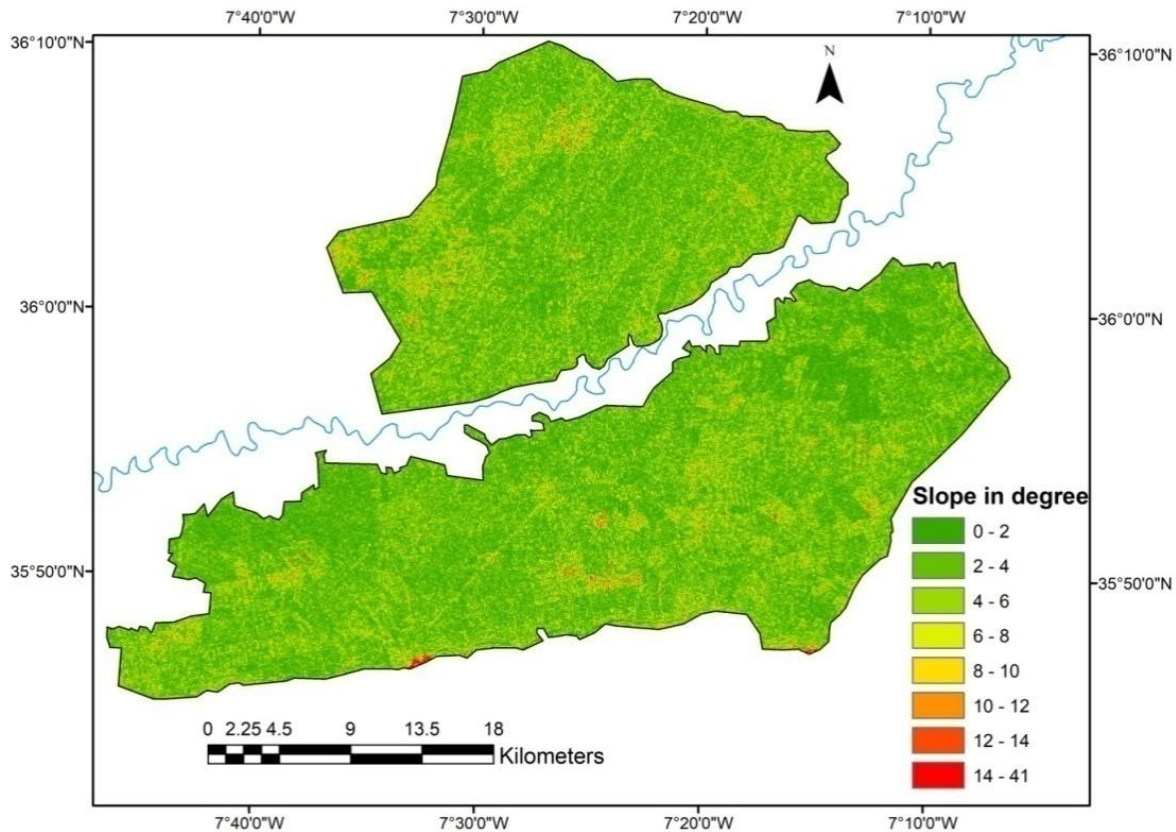 7°40'0"W 7°30'0"W 7°20'0"W 7°10'0"W
36°10'0"N 36°10'0"N
N
36°0'0"N 36°0'0"N
Slope in degree
0 - 2
2 - 4
35°50'0"N 35°50'0"N
4 - 6
6 - 8
8 - 10
10 - 12
12 - 14
14 - 41
0 2.25 4.5 9 13.5 18
Kilometers
7°40'0"W 7°30'0"W 7°20'0"W 7°10'0"W